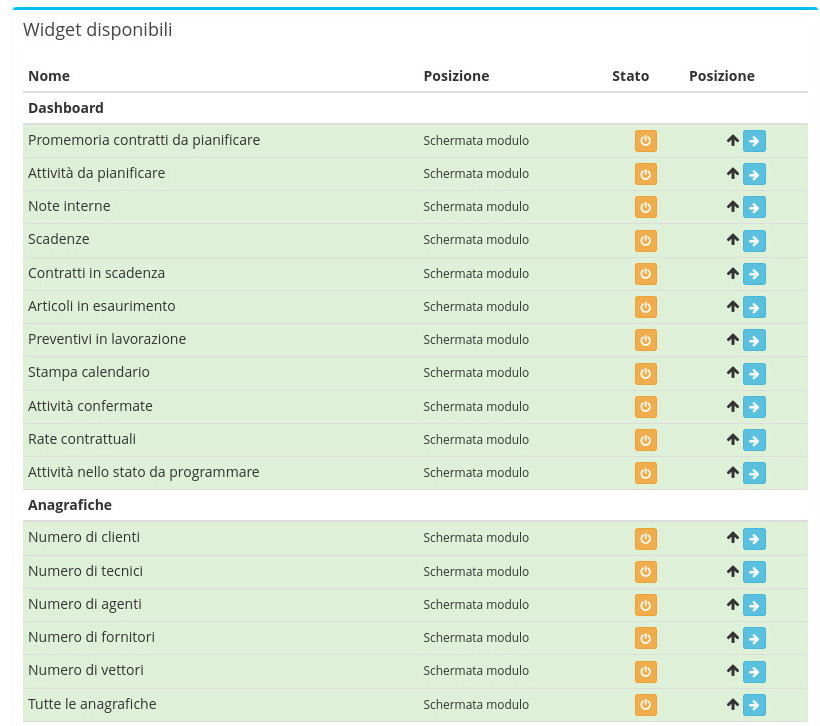 Widget disponibili
Nome Posizione Stato Posizione
Dashboard
Promemoria contratti da pianificare Schermata modulo
Attività da pianificare Schermata modulo
Note interne Schermata modulo
Scadenze Schermata modulo
Contratti in scadenza Schermata modulo
Articoli in esaurimento Schermata modulo
Preventivi in lavorazione Schermata modulo
Stampa calendario Schermata modulo
Attività confermate Schermata modulo
Rate contrattuali Schermata modulo
Attività nello stato da programmare Schermata modulo
Anagrafiche
Numero di clienti Schermata modulo
Numero di tecnici Schermata modulo
Numero di agenti Schermata modulo
Numero di fornitori Schermata modulo
Numero di vettori Schermata modulo
Tutte le anagrafiche Schermata modulo